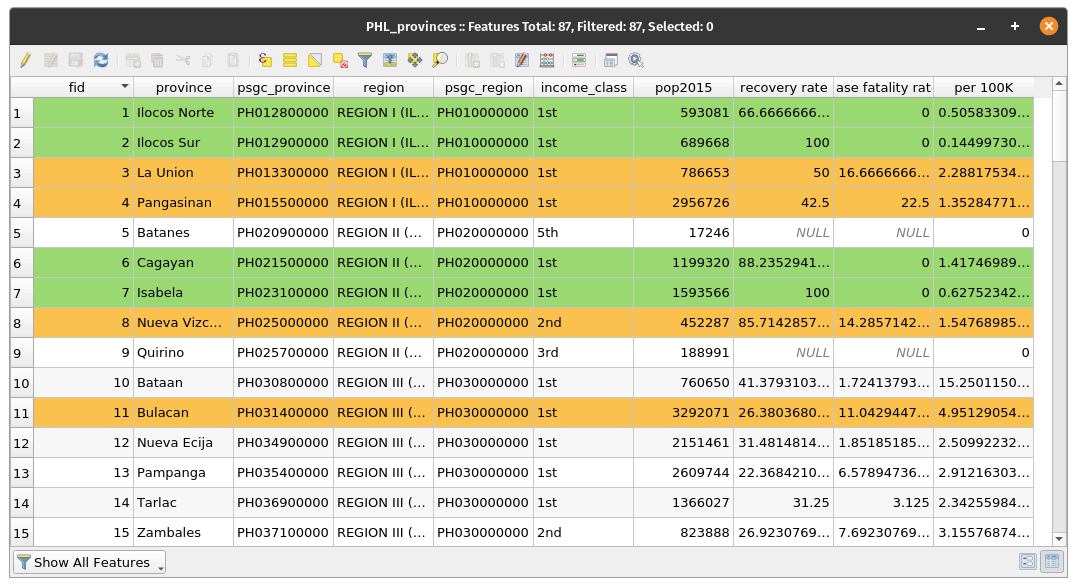 PHL_provinces :: Features Total: 87, Filtered: 87, Selected: 0
fid province psgc_province region psgc_region income_class pop2015 recovery rate ase fatality rat per 100K
1 1 Ilocos Norte PH012800000 REGION I (IL... PH010000000 1st 593081 66.6666666... 0 0.50583309...
2 2 Ilocos Sur PH012900000 REGION I (IL... PH010000000 1st 689668 100 0 0.14499730...
3 3 La Union PH013300000 REGION I (IL... PH010000000 1st 786653 50 16.6666666... 2.28817534...
4 4 Pangasinan PH015500000 REGION I (IL... PH010000000 1st 2956726 42.5 22.5 1.35284771...
5 5 Batanes PH020900000 REGION II (... PH020000000 5th 17246 NULL NULL 0
6 6 Cagayan PH021500000 REGION II (... PH020000000 1st 1199320 88.2352941... 0 1.41746989...
7 7 Isabela PH023100000 REGION II (... PH020000000 1st 1593566 100 0 0.62752342...
8 8 Nueva Vizc... PH025000000 REGION II (... PH020000000 2nd 452287 85.7142857... 14.2857142... 1.54768985...
9 9 Quirino PH025700000 REGION II (... PH020000000 3rd 188991 NULL NULL 0
10 10 Bataan PH030800000 REGION III (... PH030000000 1st 760650 41.3793103... 1.72413793... 15.2501150...
11 11 Bulacan PH031400000 REGION III (... PH030000000 1st 3292071 26.3803680... 11.0429447... 4.95129054...
12 12 Nueva Ecija PH034900000 REGION III (... PH030000000 1st 2151461 31.4814814... 1.85185185... 2.50992232...
13 13 Pampanga PH035400000 REGION III (... PH030000000 1st 2609744 22.3684210... 6.57894736... 2.91216303...
14 14 Tarlac PH036900000 REGION III (... PH030000000 1st 1366027 31.25 3.125 2.34255984...
15 15 Zambales PH037100000 REGION III (... PH030000000 2nd 823888 26.9230769... 7.69230769... 3.15576874...
Show All Features